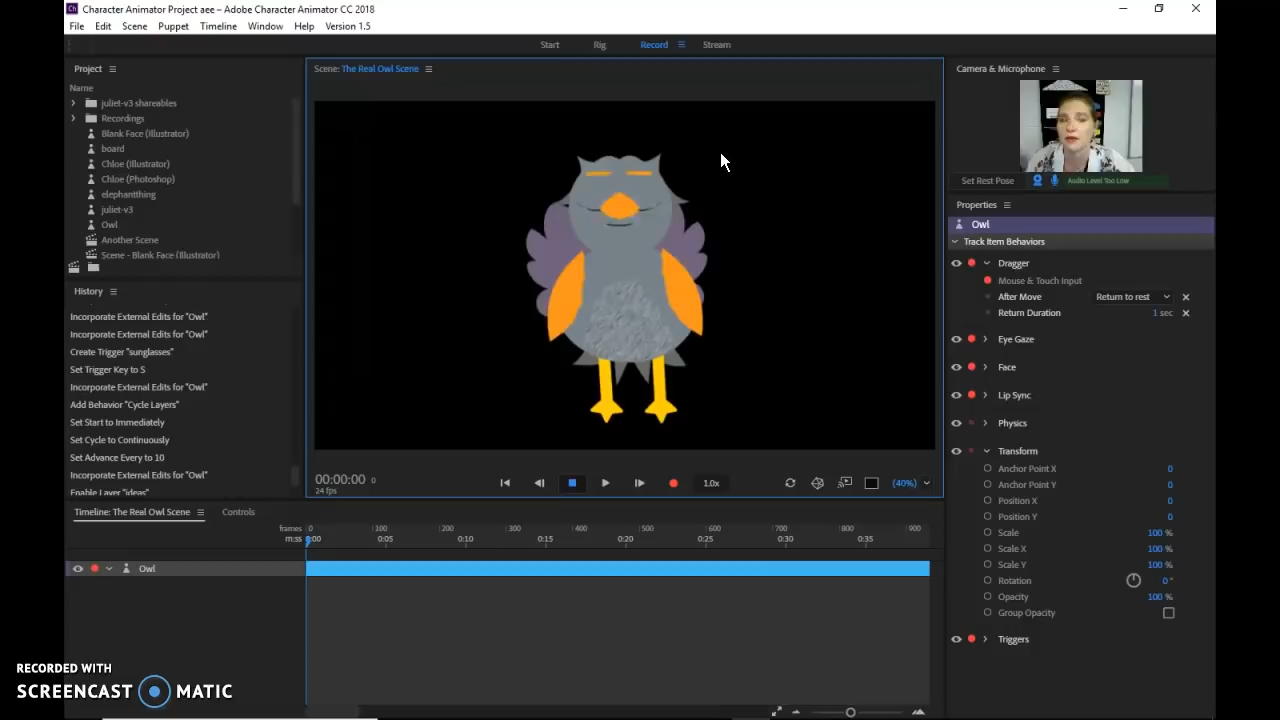 Ch Character Animator Project aee – Adobe Character Animator CC 2018
File Edit Scene Puppet Timeline Window Help Version 1.5
Start Rig Record Stream
Project
Name
juliet-v3 shareables
Recordings
Blank Face (Illustrator)
board
Chloe (Illustrator)
Chloe (Photoshop)
elephantthing
juliet-v3
Owl
Another Scene
Scene - Blank Face (Illustrator)
History
Incorporate External Edits for "Owl"
Incorporate External Edits for "Owl"
Create Trigger "sunglasses"
Set Trigger Key to S
Incorporate External Edits for "Owl"
Add Behavior "Cycle Layers"
Set Start to Immediately
Set Cycle to Continuously
Set Advance Every to 10
Incorporate External Edits for "Owl"
Enable Layer "ideas"
Scene: The Real Owl Scene
00:00:00 0
24 fps
1.0x
(40%)
Camera & Microphone
Set Rest Pose
Audio Level Too Low
Properties
Owl
Track Item Behaviors
Dragger
Mouse & Touch Input
After Move Return to rest
Return Duration 1 sec
Eye Gaze
Face
Lip Sync
Physics
Transform
Anchor Point X 0
Anchor Point Y 0
Position X 0
Position Y 0
Scale 100 %
Scale X 100 %
Scale Y 100 %
Rotation 0 °
Opacity 100 %
Group Opacity
Triggers
Timeline: The Real Owl Scene
Controls
frames 0 100 200 300 400 500 600 700 800 900
m:ss 0:00 0:05 0:10 0:15 0:20 0:25 0:30 0:35
Owl
RECORDED WITH
SCREENCAST MATIC